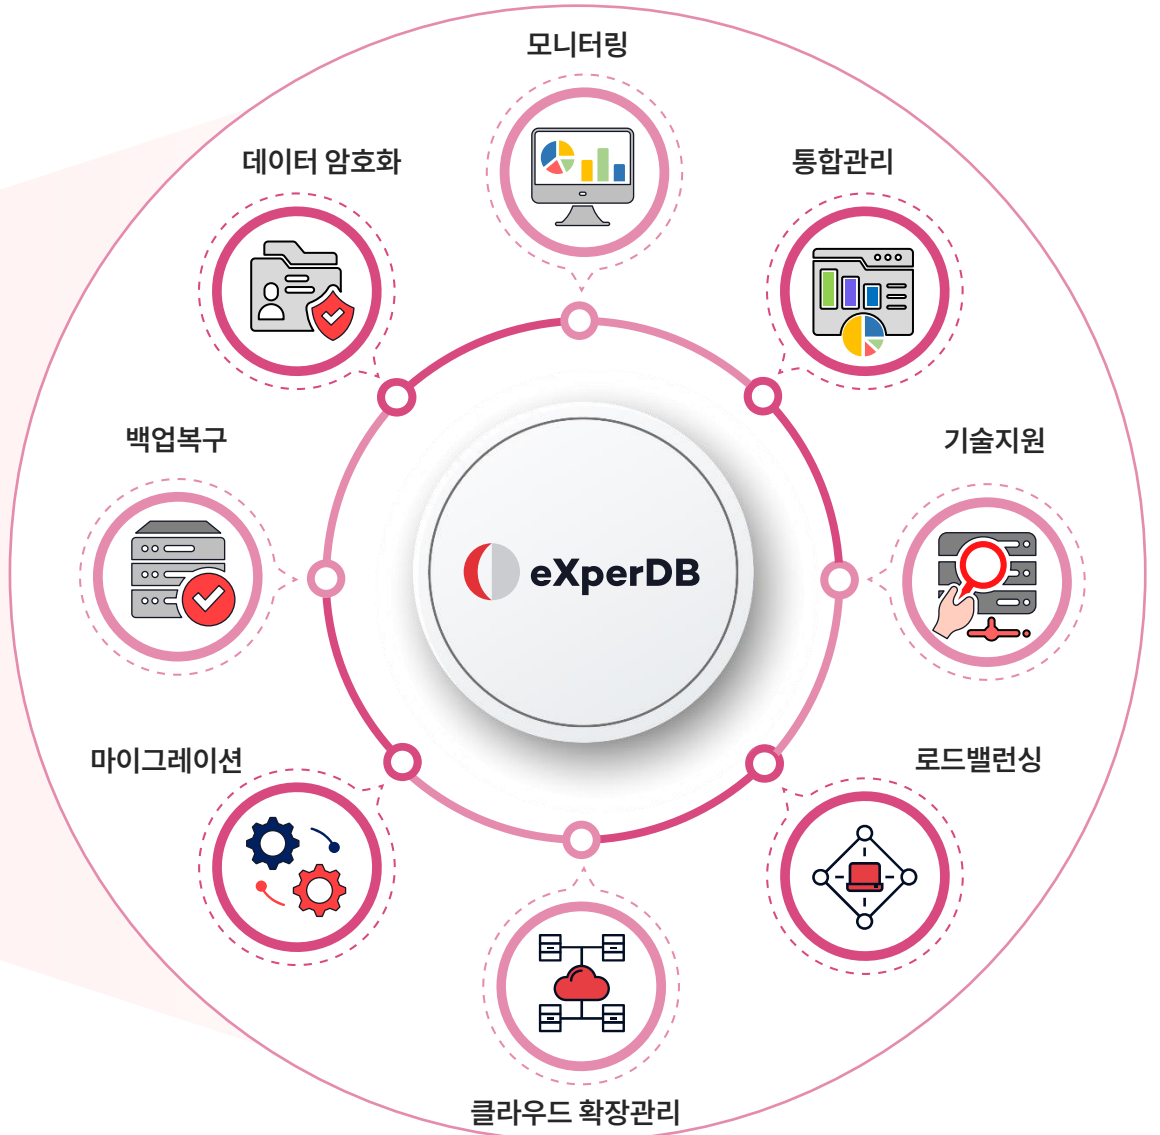 모니터링
데이터 암호화
통합관리
백업복구
기술지원
eXperDB
마이그레이션
로드밸런싱
클라우드 확장관리